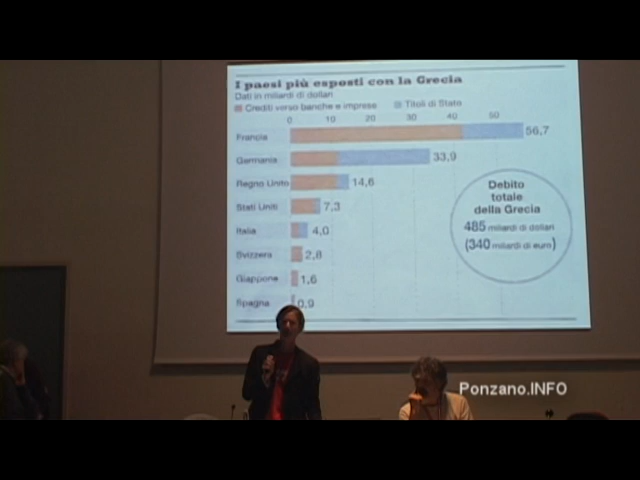 I paesi più esposti con la Grecia
Dati in miliardi di dollari
Crediti verso banche e imprese Titoli di Stato
0 10 20 30 40 50
Francia 56,7
Germania 33,9
Regno Unito 14,6
Stati Uniti 7,3
Italia 4,0
Svizzera 2,8
Giappone 1,6
Spagna 0,9
Debito
totale
della Grecia
485 miliardi di dollari
(340 miliardi di euro)
Ponzano.INFO